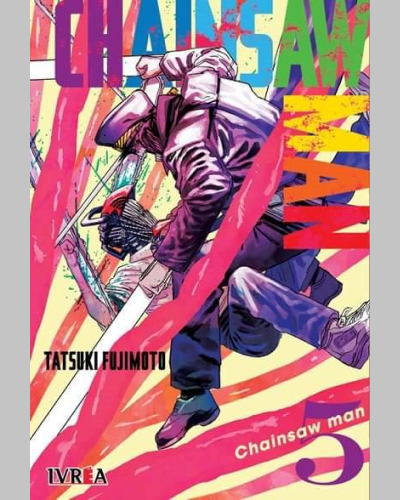 CHAINSAW
MAN
TATSUKI FUJIMOTO
Chainsaw man
5
IVREA